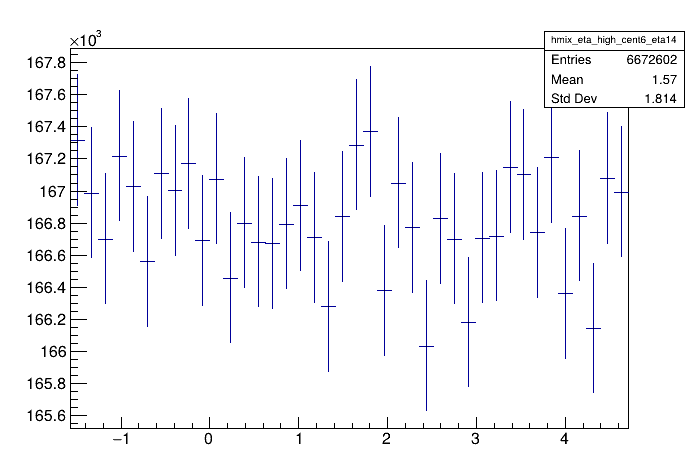 ×10³
hmix_eta_high_cent6_eta14
Entries 6672602
Mean 1.57
Std Dev 1.814
167.8
167.6
167.4
167.2
167
166.8
166.6
166.4
166.2
166
165.8
165.6
−1 0 1 2 3 4